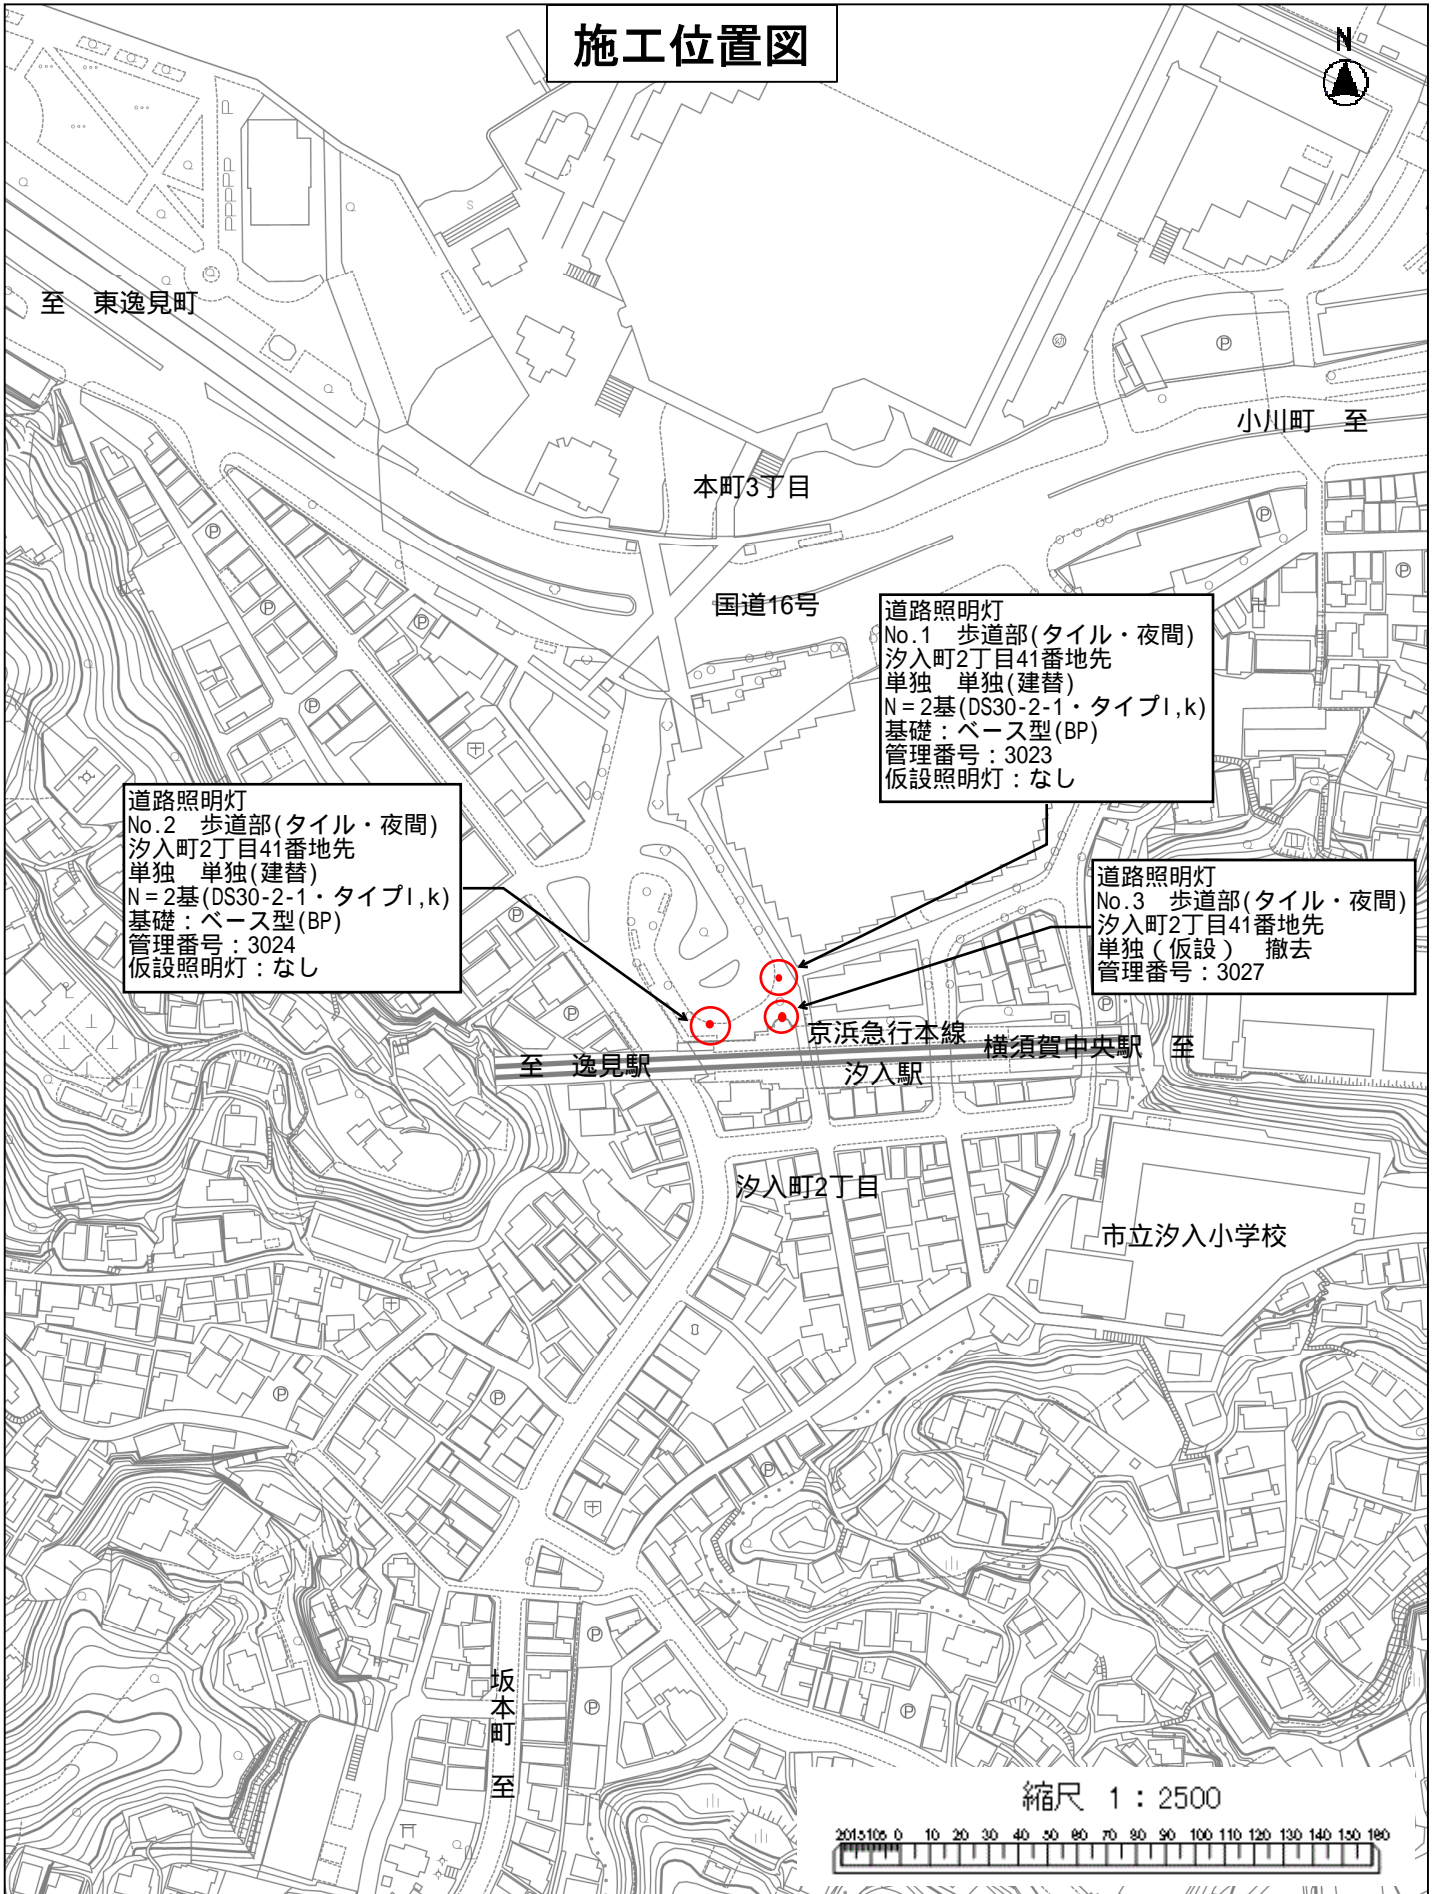 施工位置図
N
至　東逸見町
小川町　至
本町3丁目
国道16号
道路照明灯
No.1　歩道部(タイル・夜間)
汐入町2丁目41番地先
単独　単独(建替)
N=2基(DS30-2-1・タイプl,k)
基礎：ベース型(BP)
管理番号：3023
仮設照明灯：なし
道路照明灯
No.2　歩道部(タイル・夜間)
汐入町2丁目41番地先
単独　単独(建替)
N=2基(DS30-2-1・タイプl,k)
基礎：ベース型(BP)
管理番号：3024
仮設照明灯：なし
道路照明灯
No.3　歩道部(タイル・夜間)
汐入町2丁目41番地先
単独（仮設）　撤去
管理番号：3027
京浜急行本線
横須賀中央駅　至
至　逸見駅
汐入駅
汐入町2丁目
市立汐入小学校
坂本町　至
縮尺　1：2500
20 15 10 5 0 10 20 30 40 50 60 70 80 90 100 110 120 130 140 150 160